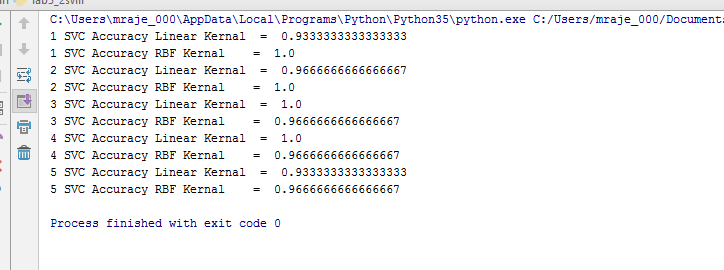 lab5_2svm
C:\Users\mraje_000\AppData\Local\Programs\Python\Python35\python.exe C:/Users/mraje_000/Documents
1 SVC Accuracy Linear Kernal  =  0.9333333333333333
1 SVC Accuracy RBF Kernal    =  1.0
2 SVC Accuracy Linear Kernal  =  0.9666666666666667
2 SVC Accuracy RBF Kernal    =  1.0
3 SVC Accuracy Linear Kernal  =  1.0
3 SVC Accuracy RBF Kernal    =  0.9666666666666667
4 SVC Accuracy Linear Kernal  =  1.0
4 SVC Accuracy RBF Kernal    =  0.9666666666666667
5 SVC Accuracy Linear Kernal  =  0.9333333333333333
5 SVC Accuracy RBF Kernal    =  0.9666666666666667
Process finished with exit code 0